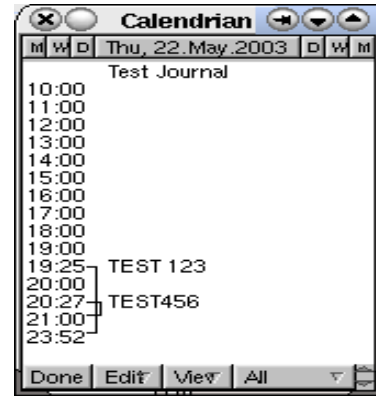 Calendrian
M W D Thu, 22.May.2003 D W M
Test Journal
10:00
11:00
12:00
13:00
14:00
15:00
16:00
17:00
18:00
19:00
19:25 TEST 123
20:00
20:27 TEST456
21:00
23:52
Done Edit View All